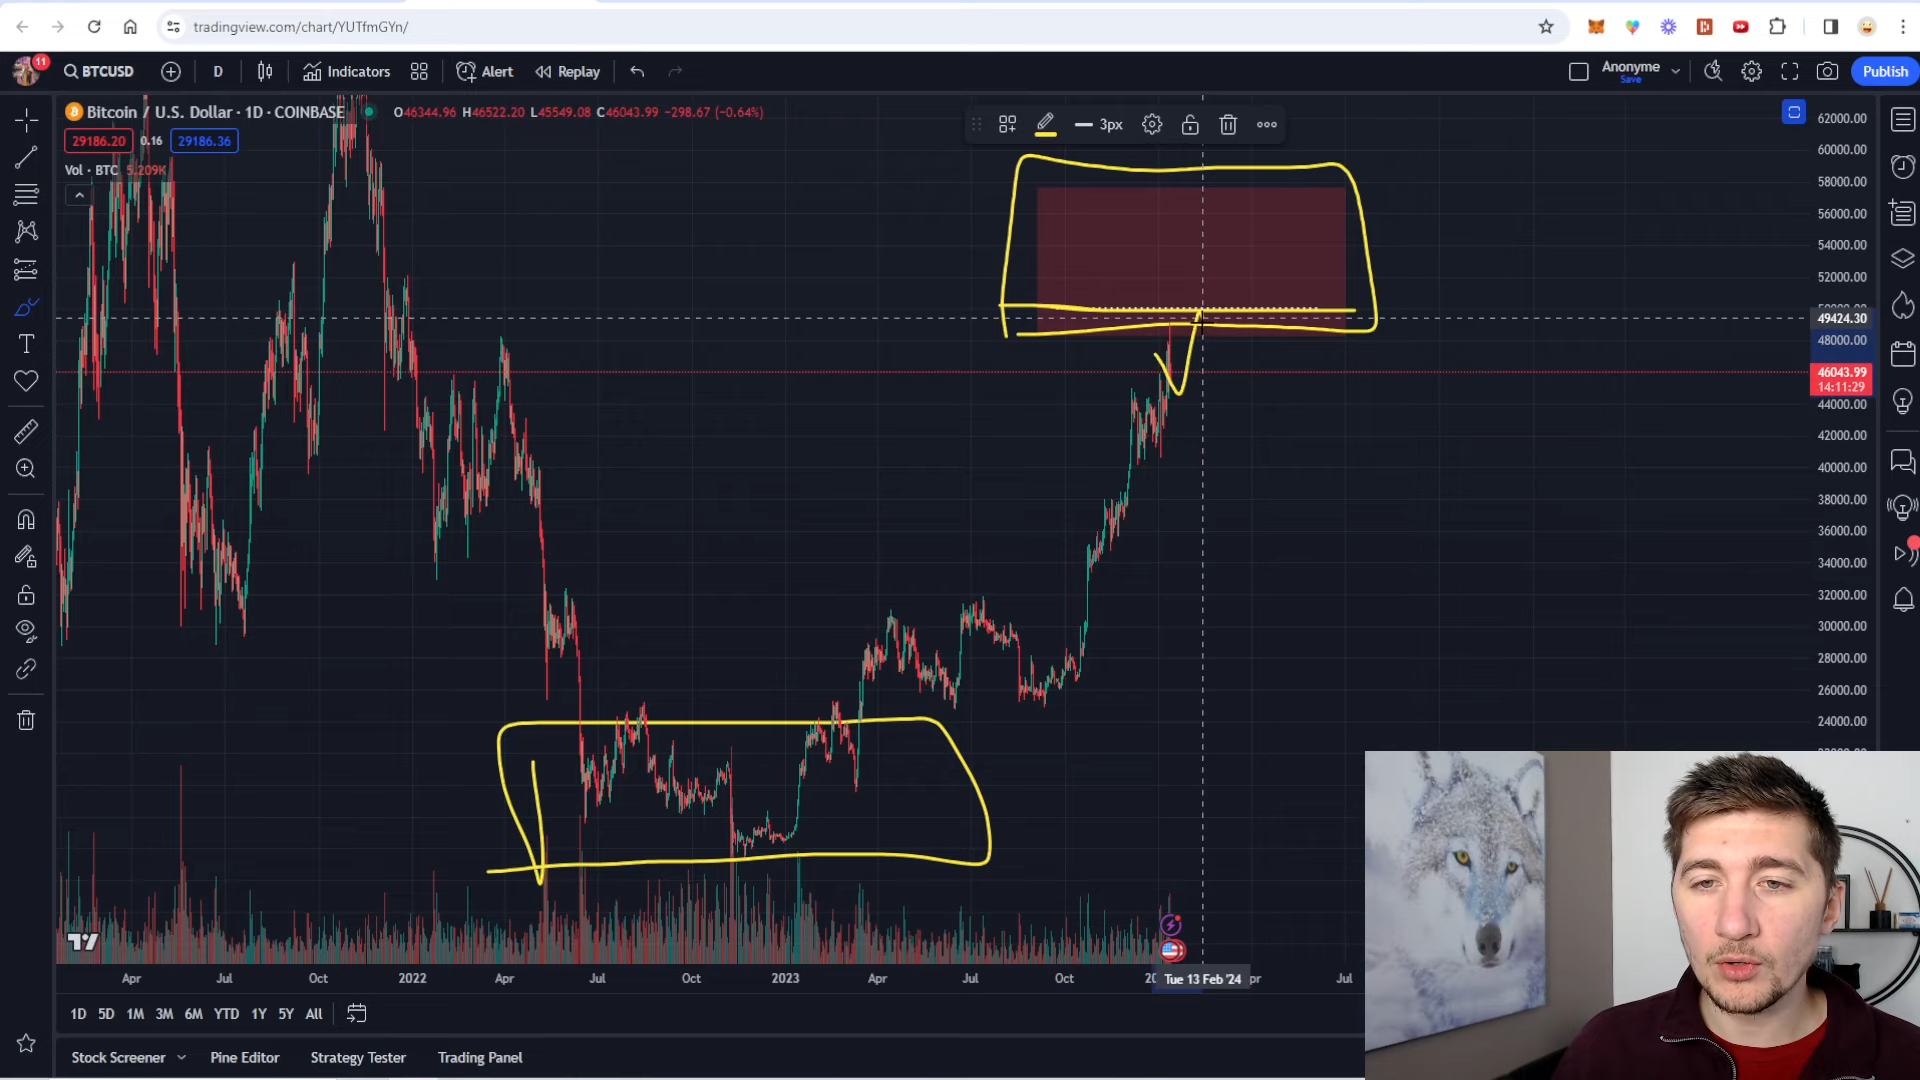 tradingview.com/chart/YUTfmGYn/
11
BTCUSD
D
Indicators
Alert
Replay
Anonyme
Save
Publish
Bitcoin / U.S. Dollar · 1D · COINBASE
O46344.96 H46522.20 L45549.08 C46043.99 −298.67 (−0.64%)
29186.20 0.16 29186.36
Vol · BTC 5.209K
3px
62000.00
60000.00
58000.00
56000.00
54000.00
52000.00
49424.30
48000.00
46043.99
14:11:29
44000.00
42000.00
40000.00
38000.00
36000.00
34000.00
32000.00
30000.00
28000.00
26000.00
24000.00
Apr Jul Oct 2022 Apr Jul Oct 2023 Apr Jul Oct Tue 13 Feb '24 Jul
1D 5D 1M 3M 6M YTD 1Y 5Y All
Stock Screener Pine Editor Strategy Tester Trading Panel